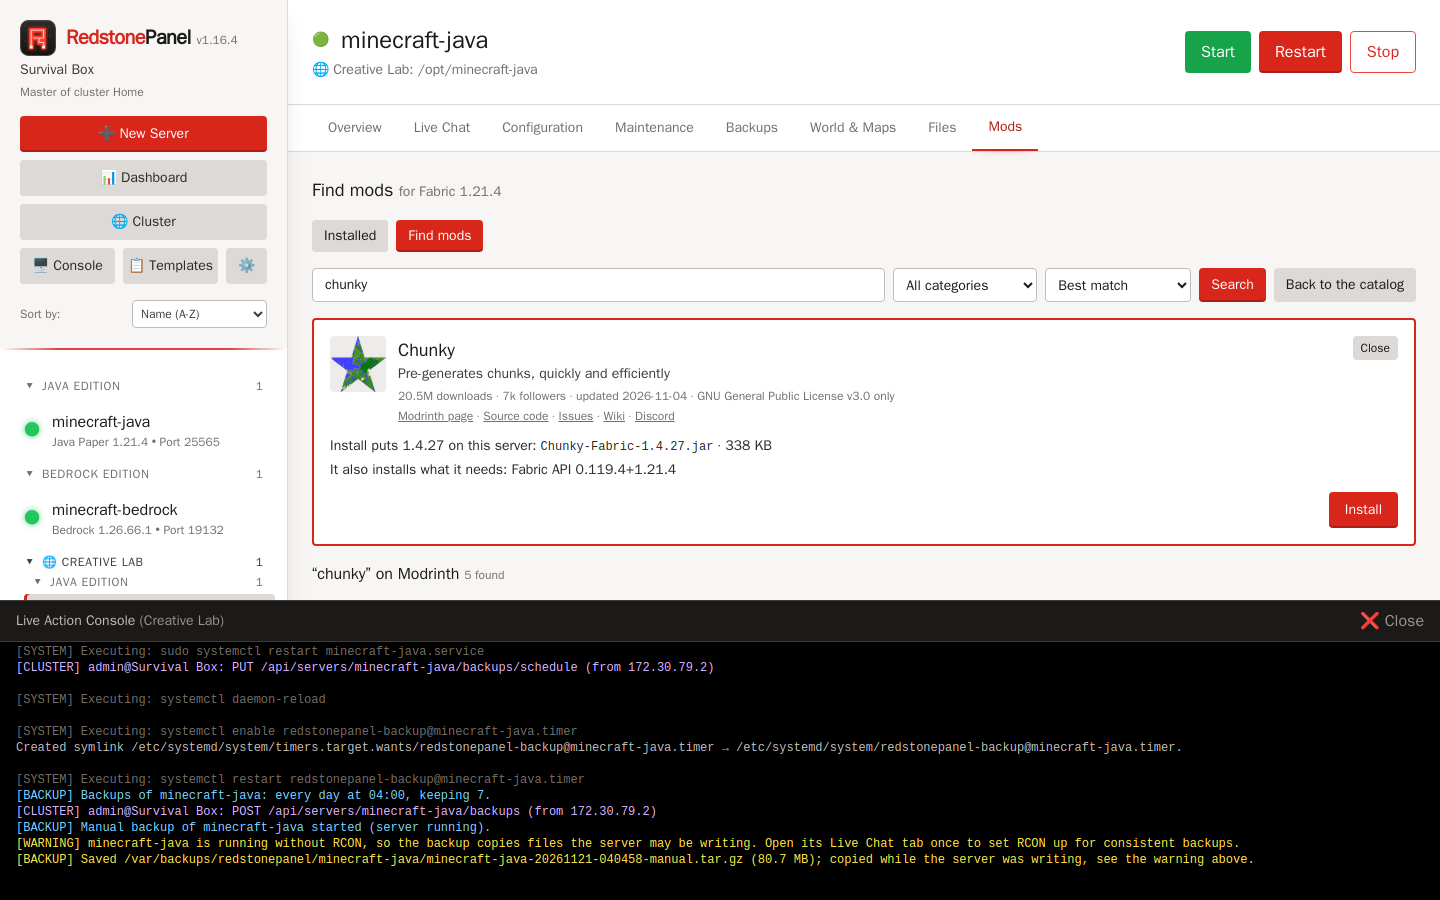 RedstonePanel v1.16.4
Survival Box
Master of cluster Home
➕ New Server
📊 Dashboard
🌐 Cluster
🖥️ Console
📋 Templates
⚙️
Sort by:
Name (A-Z)
▼ JAVA EDITION 1
minecraft-java
Java Paper 1.21.4 • Port 25565
▼ BEDROCK EDITION 1
minecraft-bedrock
Bedrock 1.26.66.1 • Port 19132
▼ 🌐 CREATIVE LAB 1
▼ JAVA EDITION 1
minecraft-java
🌐 Creative Lab: /opt/minecraft-java
Start
Restart
Stop
Overview
Live Chat
Configuration
Maintenance
Backups
World & Maps
Files
Mods
Find mods for Fabric 1.21.4
Installed
Find mods
chunky
All categories
Best match
Search
Back to the catalog
Chunky
Close
Pre-generates chunks, quickly and efficiently
20.5M downloads · 7k followers · updated 2026-11-04 · GNU General Public License v3.0 only
Modrinth page · Source code · Issues · Wiki · Discord
Install puts 1.4.27 on this server: Chunky-Fabric-1.4.27.jar · 338 KB
It also installs what it needs: Fabric API 0.119.4+1.21.4
Install
“chunky” on Modrinth 5 found
Live Action Console (Creative Lab)
❌ Close
[SYSTEM] Executing: sudo systemctl restart minecraft-java.service
[CLUSTER] admin@Survival Box: PUT /api/servers/minecraft-java/backups/schedule (from 172.30.79.2)
[SYSTEM] Executing: systemctl daemon-reload
[SYSTEM] Executing: systemctl enable redstonepanel-backup@minecraft-java.timer
Created symlink /etc/systemd/system/timers.target.wants/redstonepanel-backup@minecraft-java.timer → /etc/systemd/system/redstonepanel-backup@minecraft-java.timer.
[SYSTEM] Executing: systemctl restart redstonepanel-backup@minecraft-java.timer
[BACKUP] Backups of minecraft-java: every day at 04:00, keeping 7.
[CLUSTER] admin@Survival Box: POST /api/servers/minecraft-java/backups (from 172.30.79.2)
[BACKUP] Manual backup of minecraft-java started (server running).
[WARNING] minecraft-java is running without RCON, so the backup copies files the server may be writing. Open its Live Chat tab once to set RCON up for consistent backups.
[BACKUP] Saved /var/backups/redstonepanel/minecraft-java/minecraft-java-20261121-040458-manual.tar.gz (80.7 MB); copied while the server was writing, see the warning above.